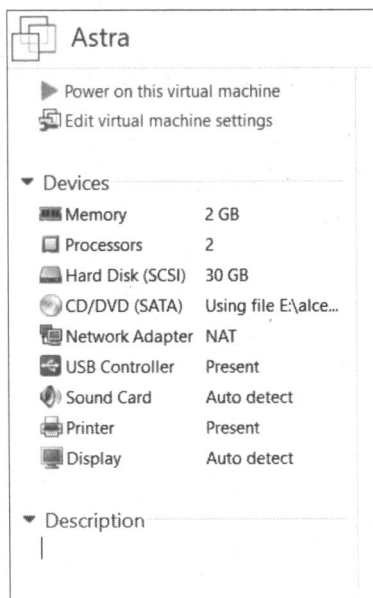 Astra
Power on this virtual machine
Edit virtual machine settings
Devices
Memory 2 GB
Processors 2
Hard Disk (SCSI) 30 GB
CD/DVD (SATA) Using file E:\alce...
Network Adapter NAT
USB Controller Present
Sound Card Auto detect
Printer Present
Display Auto detect
Description